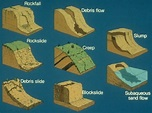 Rockfall
Debris flow
Slump
Rockslide
Creep
Debris slide
Blockslide
Subaqueous
sand flow